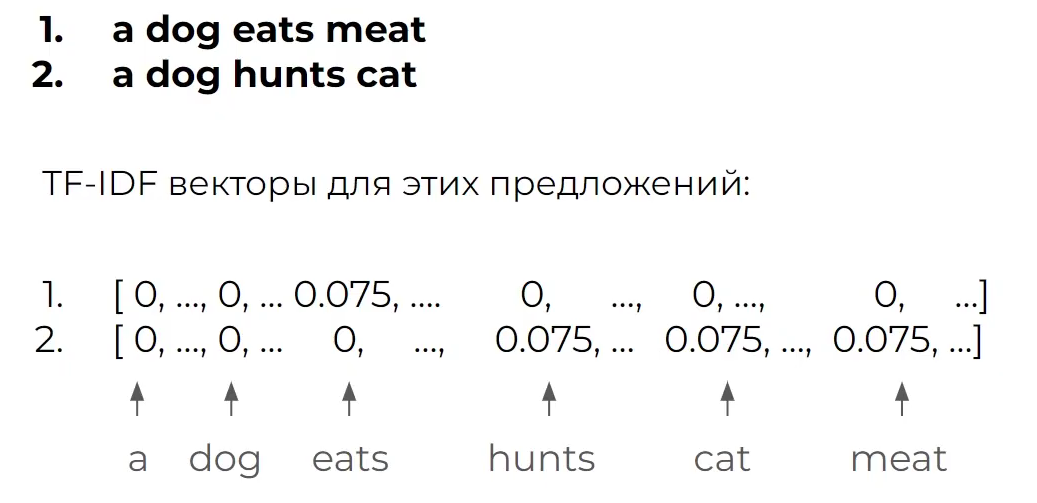 1. a dog eats meat
2. a dog hunts cat
TF-IDF векторы для этих предложений:
1. [ 0, ..., 0, ... 0.075, .... 0, ..., 0, ..., 0, ...]
2. [ 0, ..., 0, ... 0, ..., 0.075, ... 0.075, ..., 0.075, ...]
a dog eats hunts cat meat